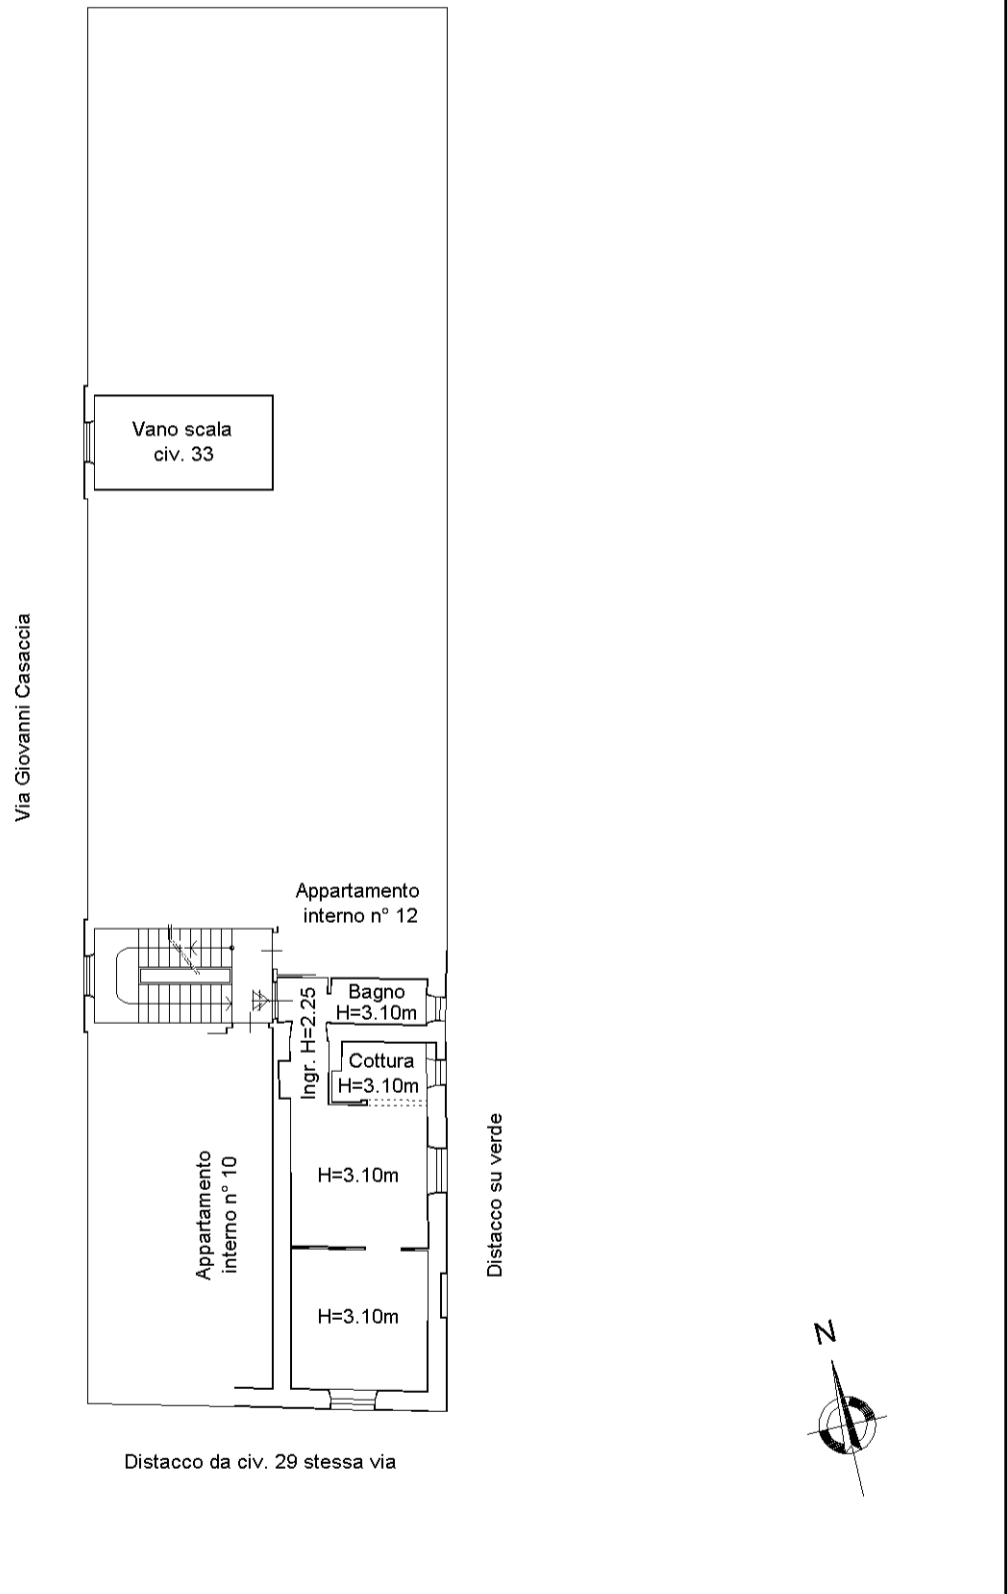 Vano scala
civ. 33
Via Giovanni Casaccia
Appartamento
interno n° 12
Bagno
H=3.10m
Ingr. H=2.25
Cottura
H=3.10m
H=3.10m
Appartamento
interno n° 10
Distacco su verde
H=3.10m
N
Distacco da civ. 29 stessa via